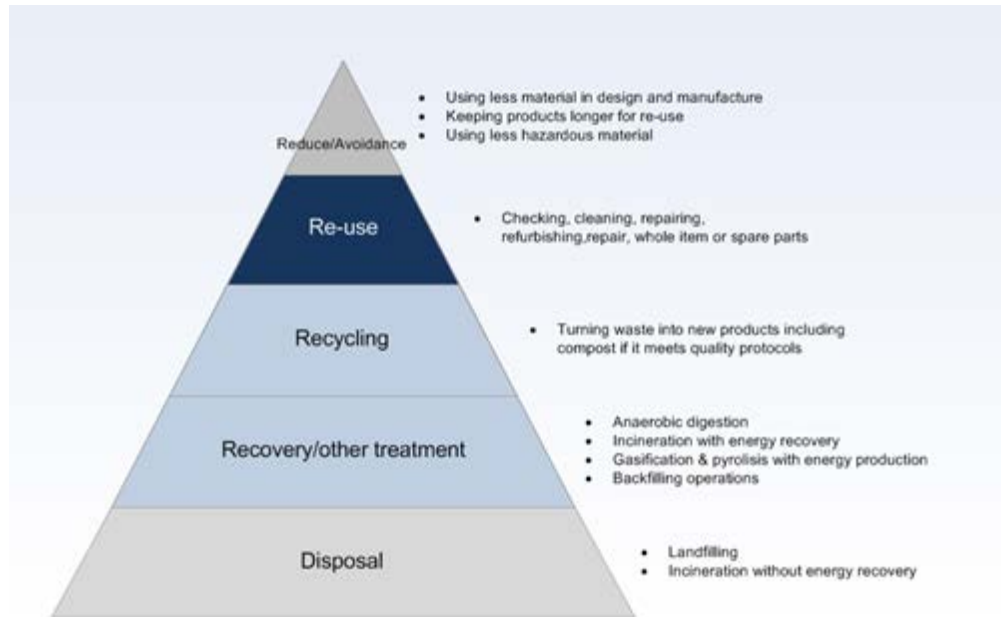 • Using less material in design and manufacture
• Keeping products longer for re-use
• Using less hazardous material
Reduce/Avoidance
Re-use
• Checking, cleaning, repairing,
refurbishing,repair, whole item or spare parts
Recycling
• Turning waste into new products including
compost if it meets quality protocols
Recovery/other treatment
• Anaerobic digestion
• Incineration with energy recovery
• Gasification & pyrolisis with energy production
• Backfilling operations
Disposal
• Landfilling
• Incineration without energy recovery